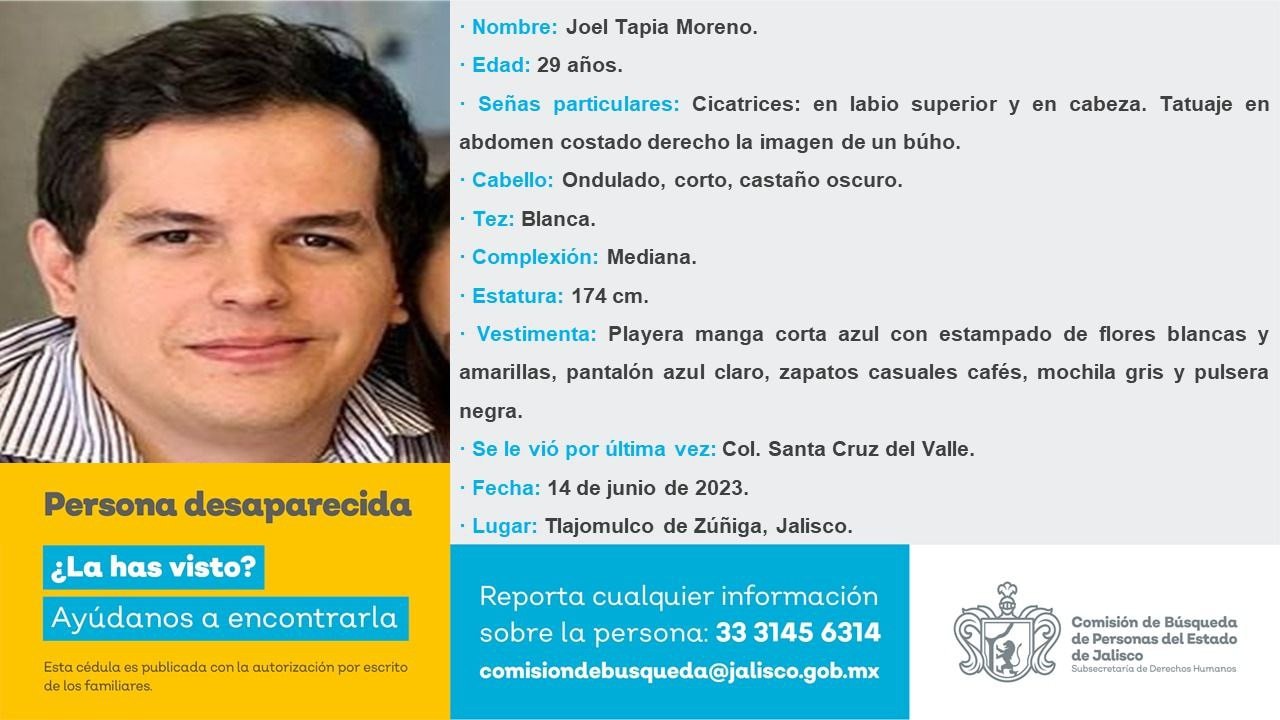 · Nombre: Joel Tapia Moreno.
· Edad: 29 años.
· Señas particulares: Cicatrices: en labio superior y en cabeza. Tatuaje en
abdomen costado derecho la imagen de un búho.
· Cabello: Ondulado, corto, castaño oscuro.
· Tez: Blanca.
· Complexión: Mediana.
· Estatura: 174 cm.
· Vestimenta: Playera manga corta azul con estampado de flores blancas y
amarillas, pantalón azul claro, zapatos casuales cafés, mochila gris y pulsera
negra.
· Se le vió por última vez: Col. Santa Cruz del Valle.
· Fecha: 14 de junio de 2023.
· Lugar: Tlajomulco de Zúñiga, Jalisco.
Persona desaparecida
¿La has visto?
Ayúdanos a encontrarla
Esta cédula es publicada con la autorización por escrito
de los familiares.
Reporta cualquier información
sobre la persona: 33 3145 6314
comisiondebusqueda@jalisco.gob.mx
Comisión de Búsqueda
de Personas del Estado
de Jalisco
Subsecretaría de Derechos Humanos